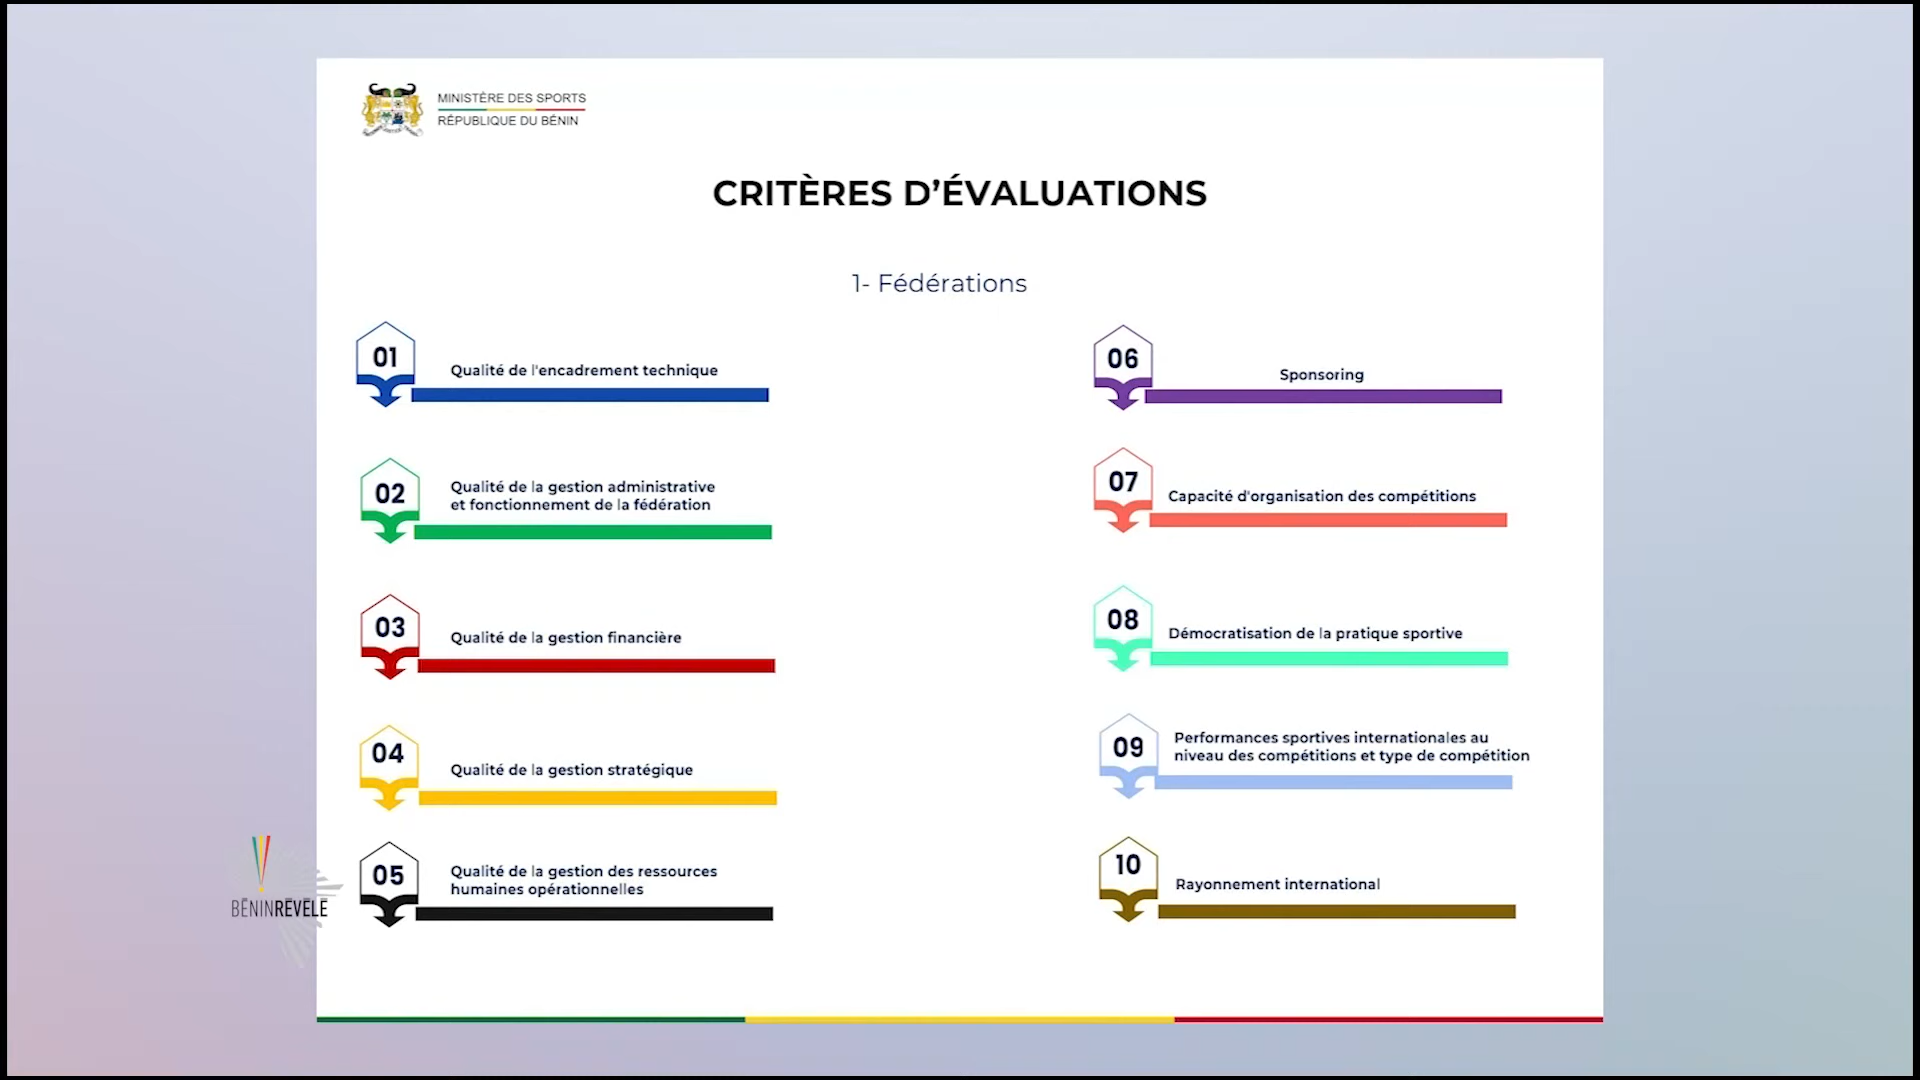 MINISTÈRE DES SPORTS
RÉPUBLIQUE DU BÉNIN
CRITÈRES D’ÉVALUATIONS
1- Fédérations
01
Qualité de l'encadrement technique
02
Qualité de la gestion administrative
et fonctionnement de la fédération
03
Qualité de la gestion financière
04
Qualité de la gestion stratégique
05
Qualité de la gestion des ressources
humaines opérationnelles
06
Sponsoring
07
Capacité d'organisation des compétitions
08
Démocratisation de la pratique sportive
09
Performances sportives internationales au
niveau des compétitions et type de compétition
10
Rayonnement international
BÉNINRÉVÉLÉ